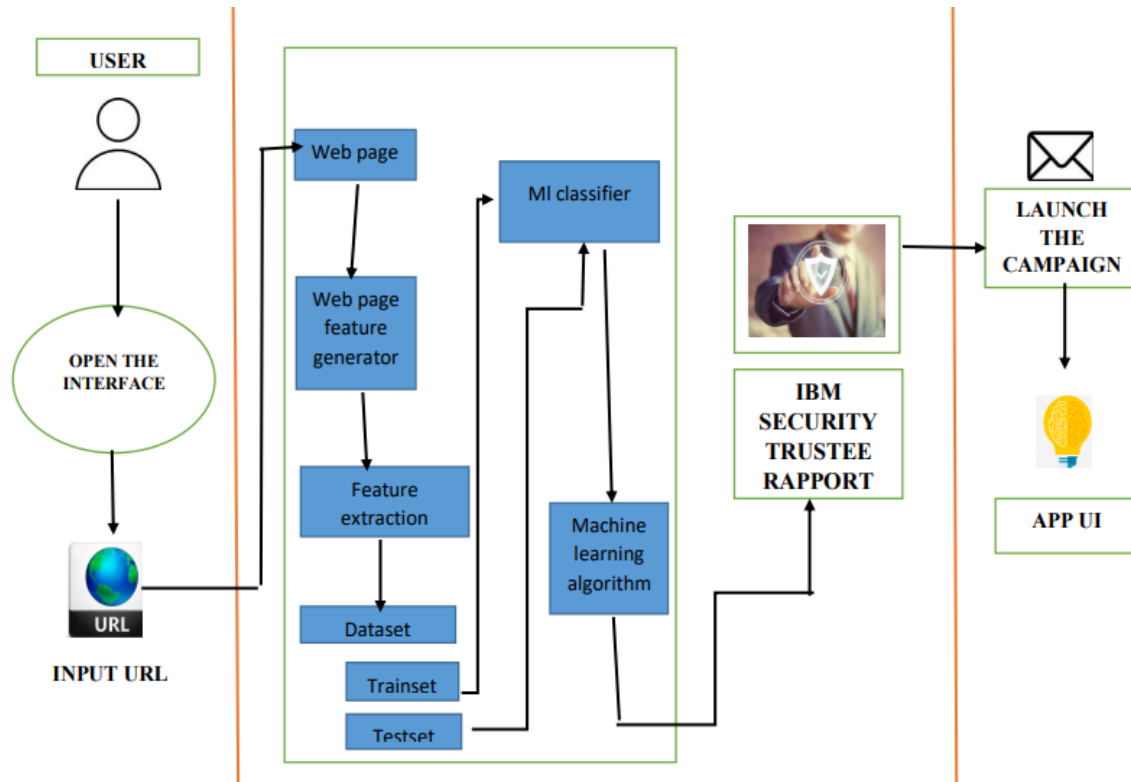 USER
OPEN THE
INTERFACE
URL
INPUT URL
Web page
Web page
feature
generator
Feature
extraction
Dataset
Trainset
Testset
Ml classifier
Machine
learning
algorithm
IBM
SECURITY
TRUSTEE
RAPPORT
LAUNCH
THE
CAMPAIGN
APP UI